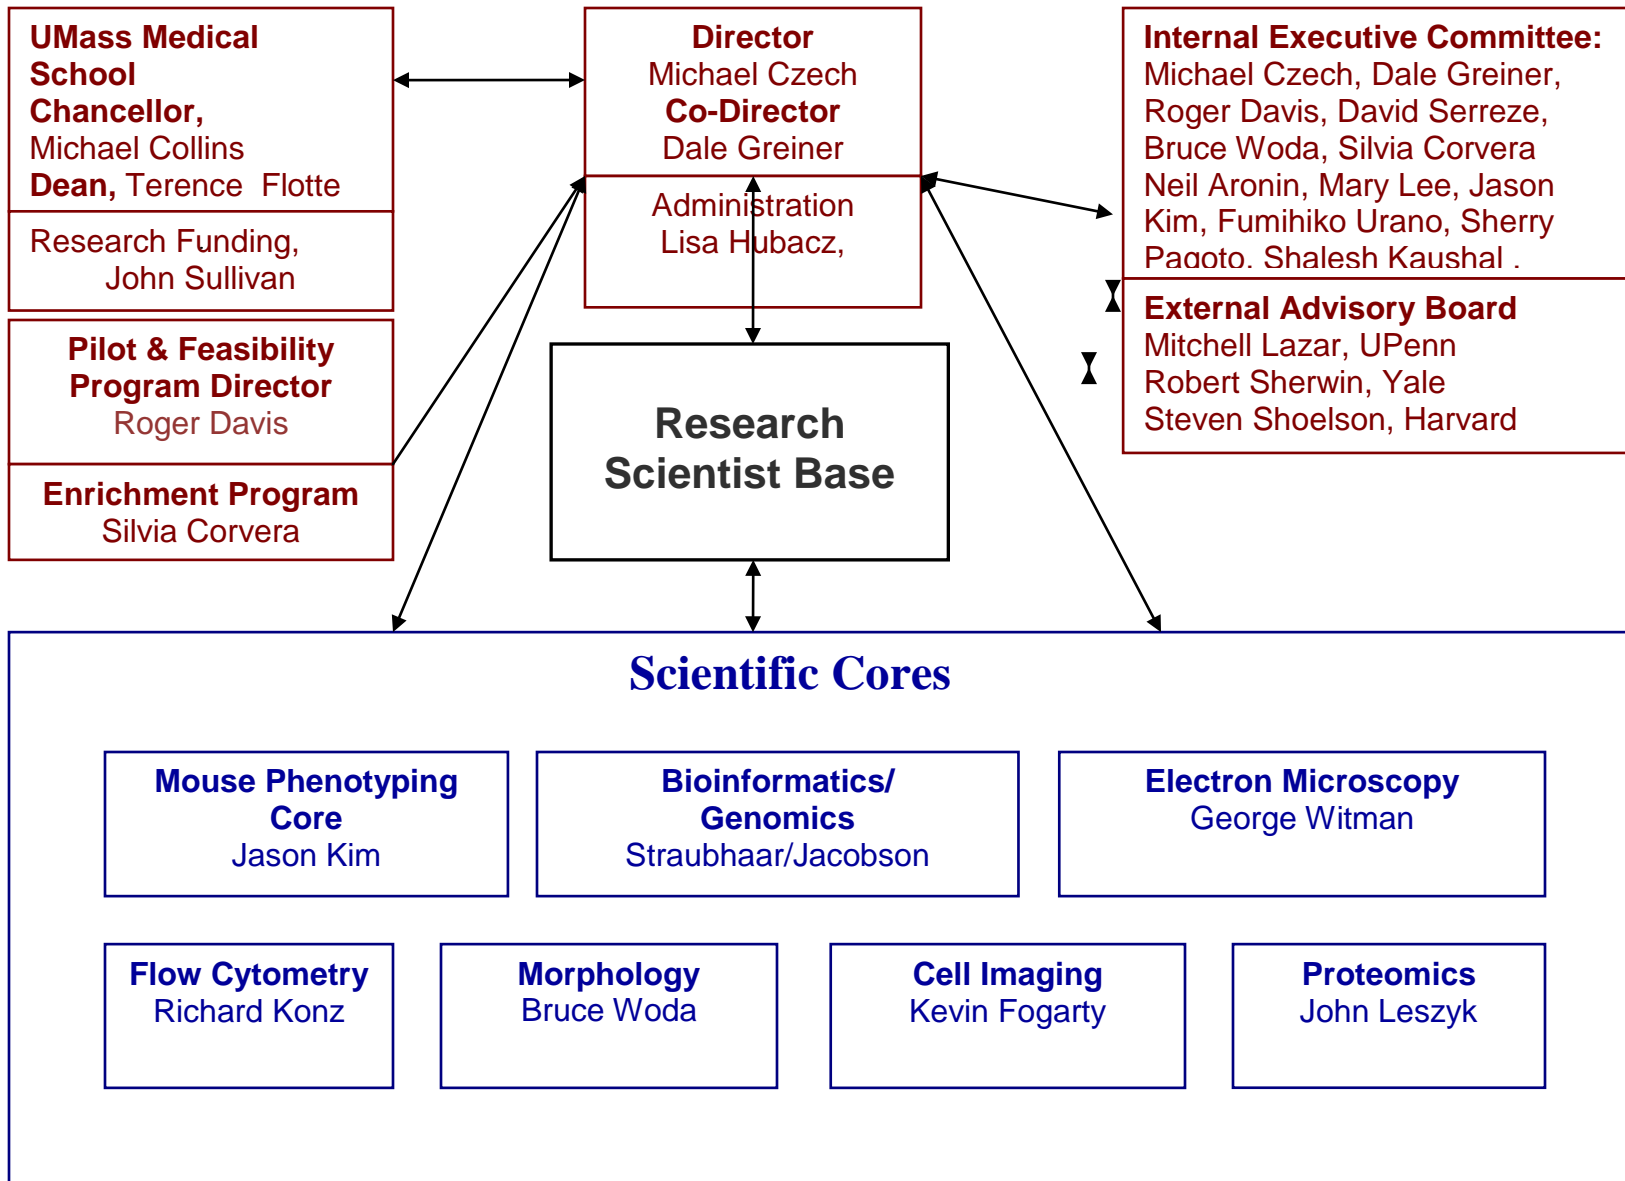 UMass Medical
School
Chancellor,
Michael Collins
Dean, Terence Flotte
Research Funding,
John Sullivan
Pilot & Feasibility
Program Director
Roger Davis
Enrichment Program
Silvia Corvera
Director
Michael Czech
Co-Director
Dale Greiner
Administration
Lisa Hubacz,
Research
Scientist Base
Internal Executive Committee:
Michael Czech, Dale Greiner,
Roger Davis, David Serreze,
Bruce Woda, Silvia Corvera
Neil Aronin, Mary Lee, Jason
Kim, Fumihiko Urano, Sherry
Pagoto, Shalesh Kaushal .
External Advisory Board
Mitchell Lazar, UPenn
Robert Sherwin, Yale
Steven Shoelson, Harvard
Scientific Cores
Mouse Phenotyping
Core
Jason Kim
Bioinformatics/
Genomics
Straubhaar/Jacobson
Electron Microscopy
George Witman
Flow Cytometry
Richard Konz
Morphology
Bruce Woda
Cell Imaging
Kevin Fogarty
Proteomics
John Leszyk